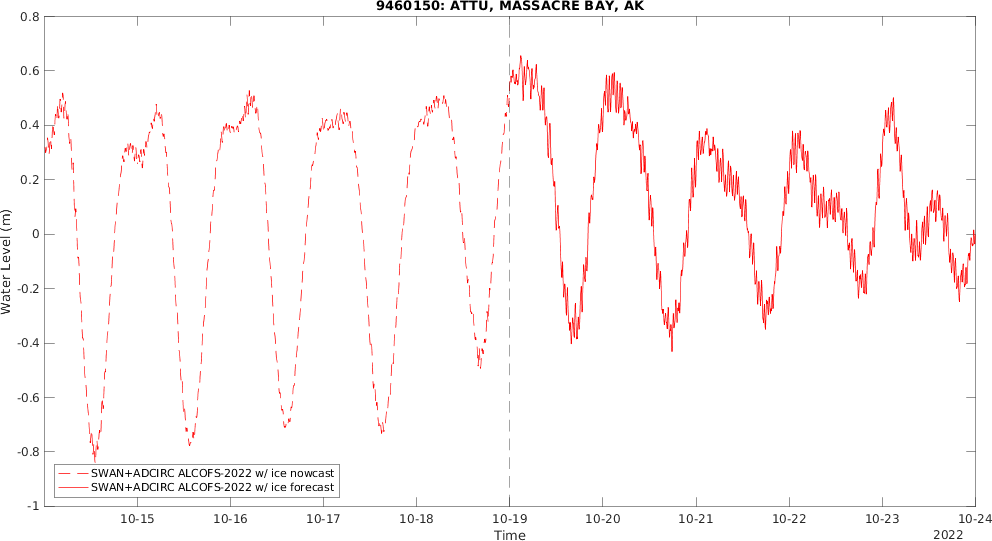 9460150: ATTU, MASSACRE BAY, AK
0.8
0.6
0.4
0.2
0
-0.2
-0.4
-0.6
-0.8
-1
Water Level (m)
SWAN+ADCIRC ALCOFS-2022 w/ ice nowcast
SWAN+ADCIRC ALCOFS-2022 w/ ice forecast
10-15 10-16 10-17 10-18 10-19 10-20 10-21 10-22 10-23 10-24
Time
2022